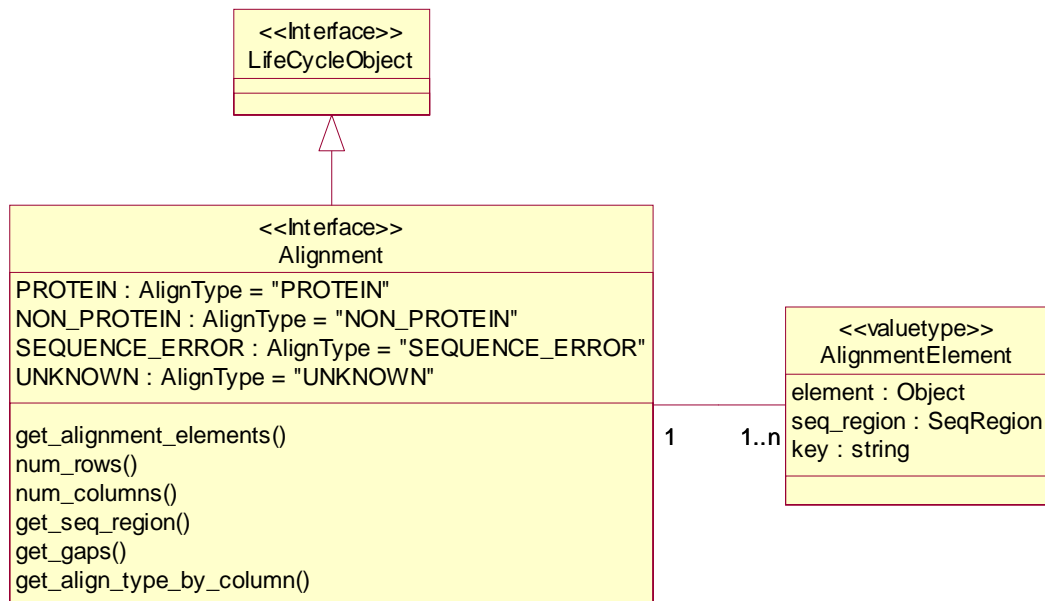 <<Interface>>
LifeCycleObject
<<Interface>>
Alignment
PROTEIN : AlignType = "PROTEIN"
NON_PROTEIN : AlignType = "NON_PROTEIN"
SEQUENCE_ERROR : AlignType = "SEQUENCE_ERROR"
UNKNOWN : AlignType = "UNKNOWN"
get_alignment_elements()
num_rows()
num_columns()
get_seq_region()
get_gaps()
get_align_type_by_column()
1
1..n
<<valuetype>>
AlignmentElement
element : Object
seq_region : SeqRegion
key : string